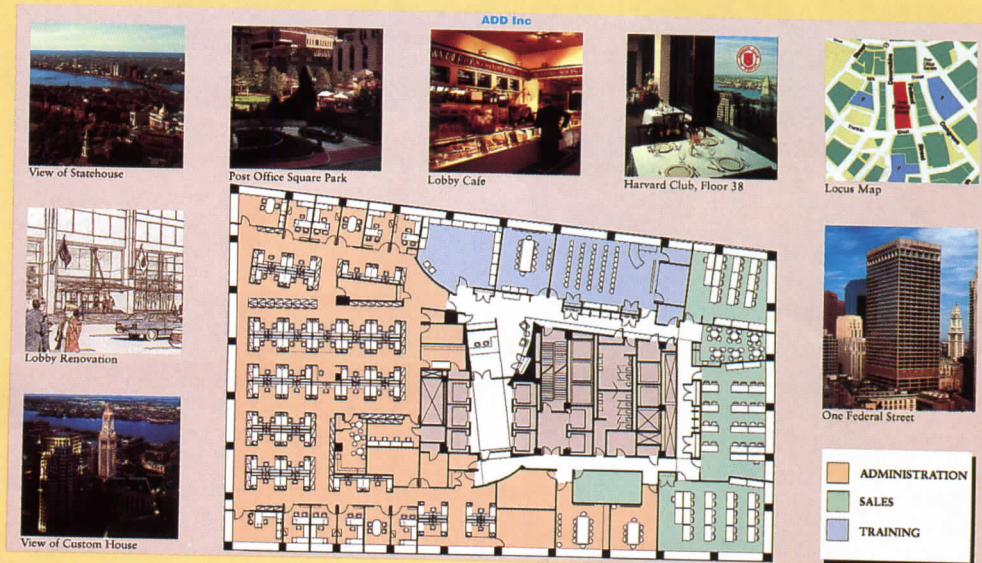 ADD Inc
View of Statehouse
Post Office Square Park
Lobby Cafe
Harvard Club, Floor 38
Locus Map
Lobby Renovation
One Federal Street
View of Custom House
ADMINISTRATION
SALES
TRAINING